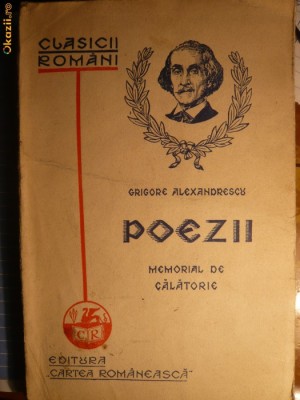 Okazii.ro
CLASICII
ROMÂNI
GRIGORE ALEXANDRESCU
POEZII
MEMORIAL DE
CĂLĂTORIE
CR
EDITURA
„CARTEA ROMÂNEASCĂ"